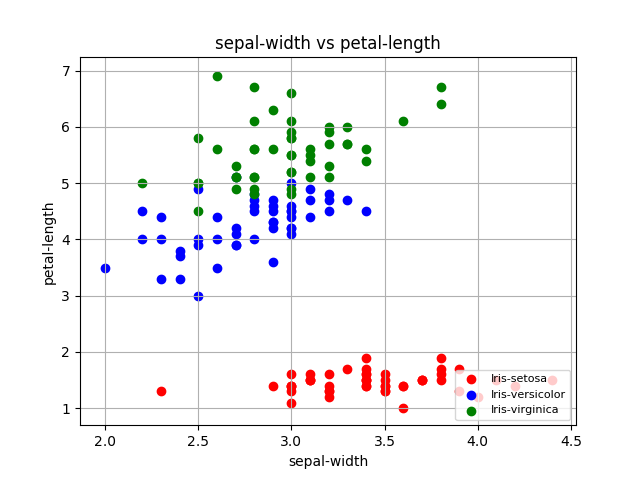 sepal-width vs petal-length
7
6
5
4
3
2
1
petal-length
Iris-setosa
Iris-versicolor
Iris-virginica
2.0 2.5 3.0 3.5 4.0 4.5
sepal-width